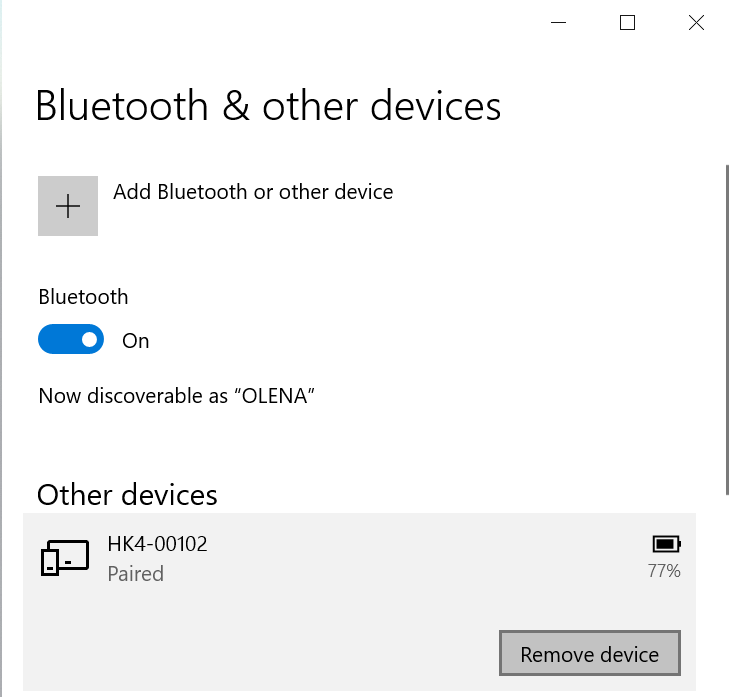 Bluetooth & other devices
Add Bluetooth or other device
Bluetooth
On
Now discoverable as “OLENA”
Other devices
HK4-00102
Paired
77%
Remove device